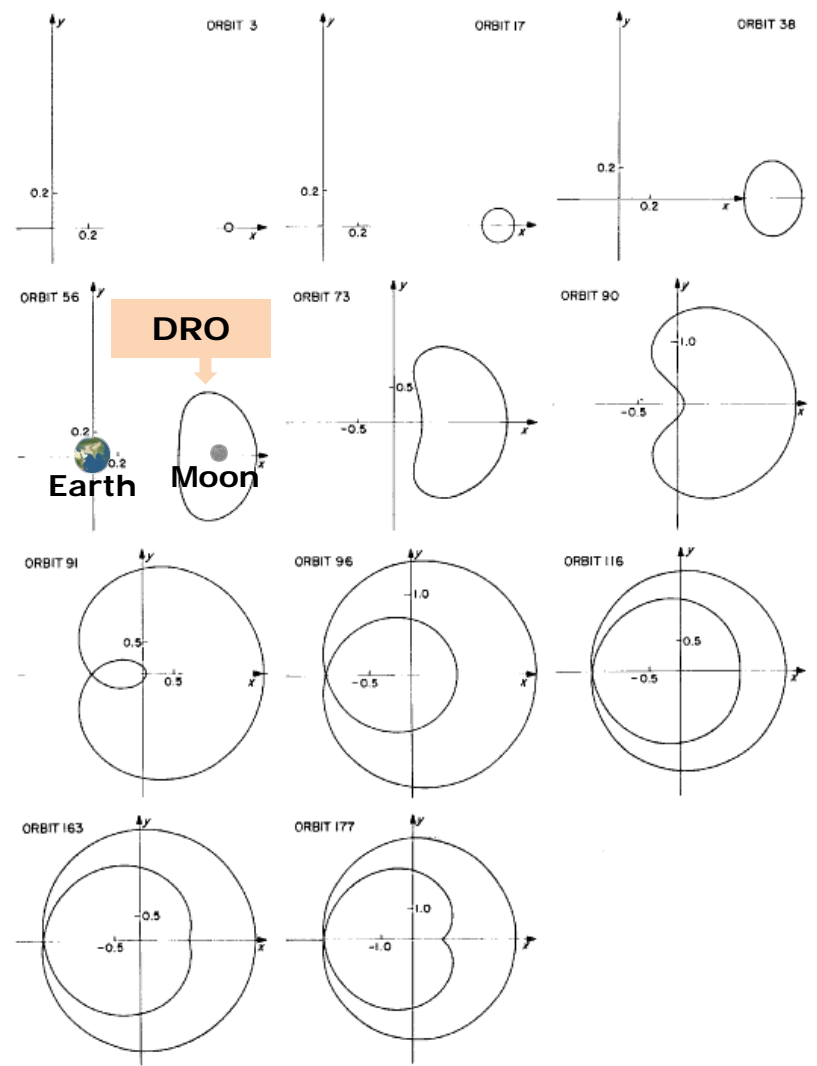 ORBIT 3
y
0.2
0.2
x
ORBIT 17
y
0.2
0.2
x
ORBIT 38
y
0.2
0.2
x
ORBIT 56
y
DRO
0.2
0.2
x
Earth
Moon
ORBIT 73
y
0.5
-0.5
x
ORBIT 90
y
1.0
-0.5
x
ORBIT 91
y
0.5
0.5
x
ORBIT 96
y
1.0
-0.5
x
ORBIT 116
y
0.5
-0.5
x
ORBIT 163
y
0.5
-0.5
x
ORBIT 177
y
1.0
-1.0
x